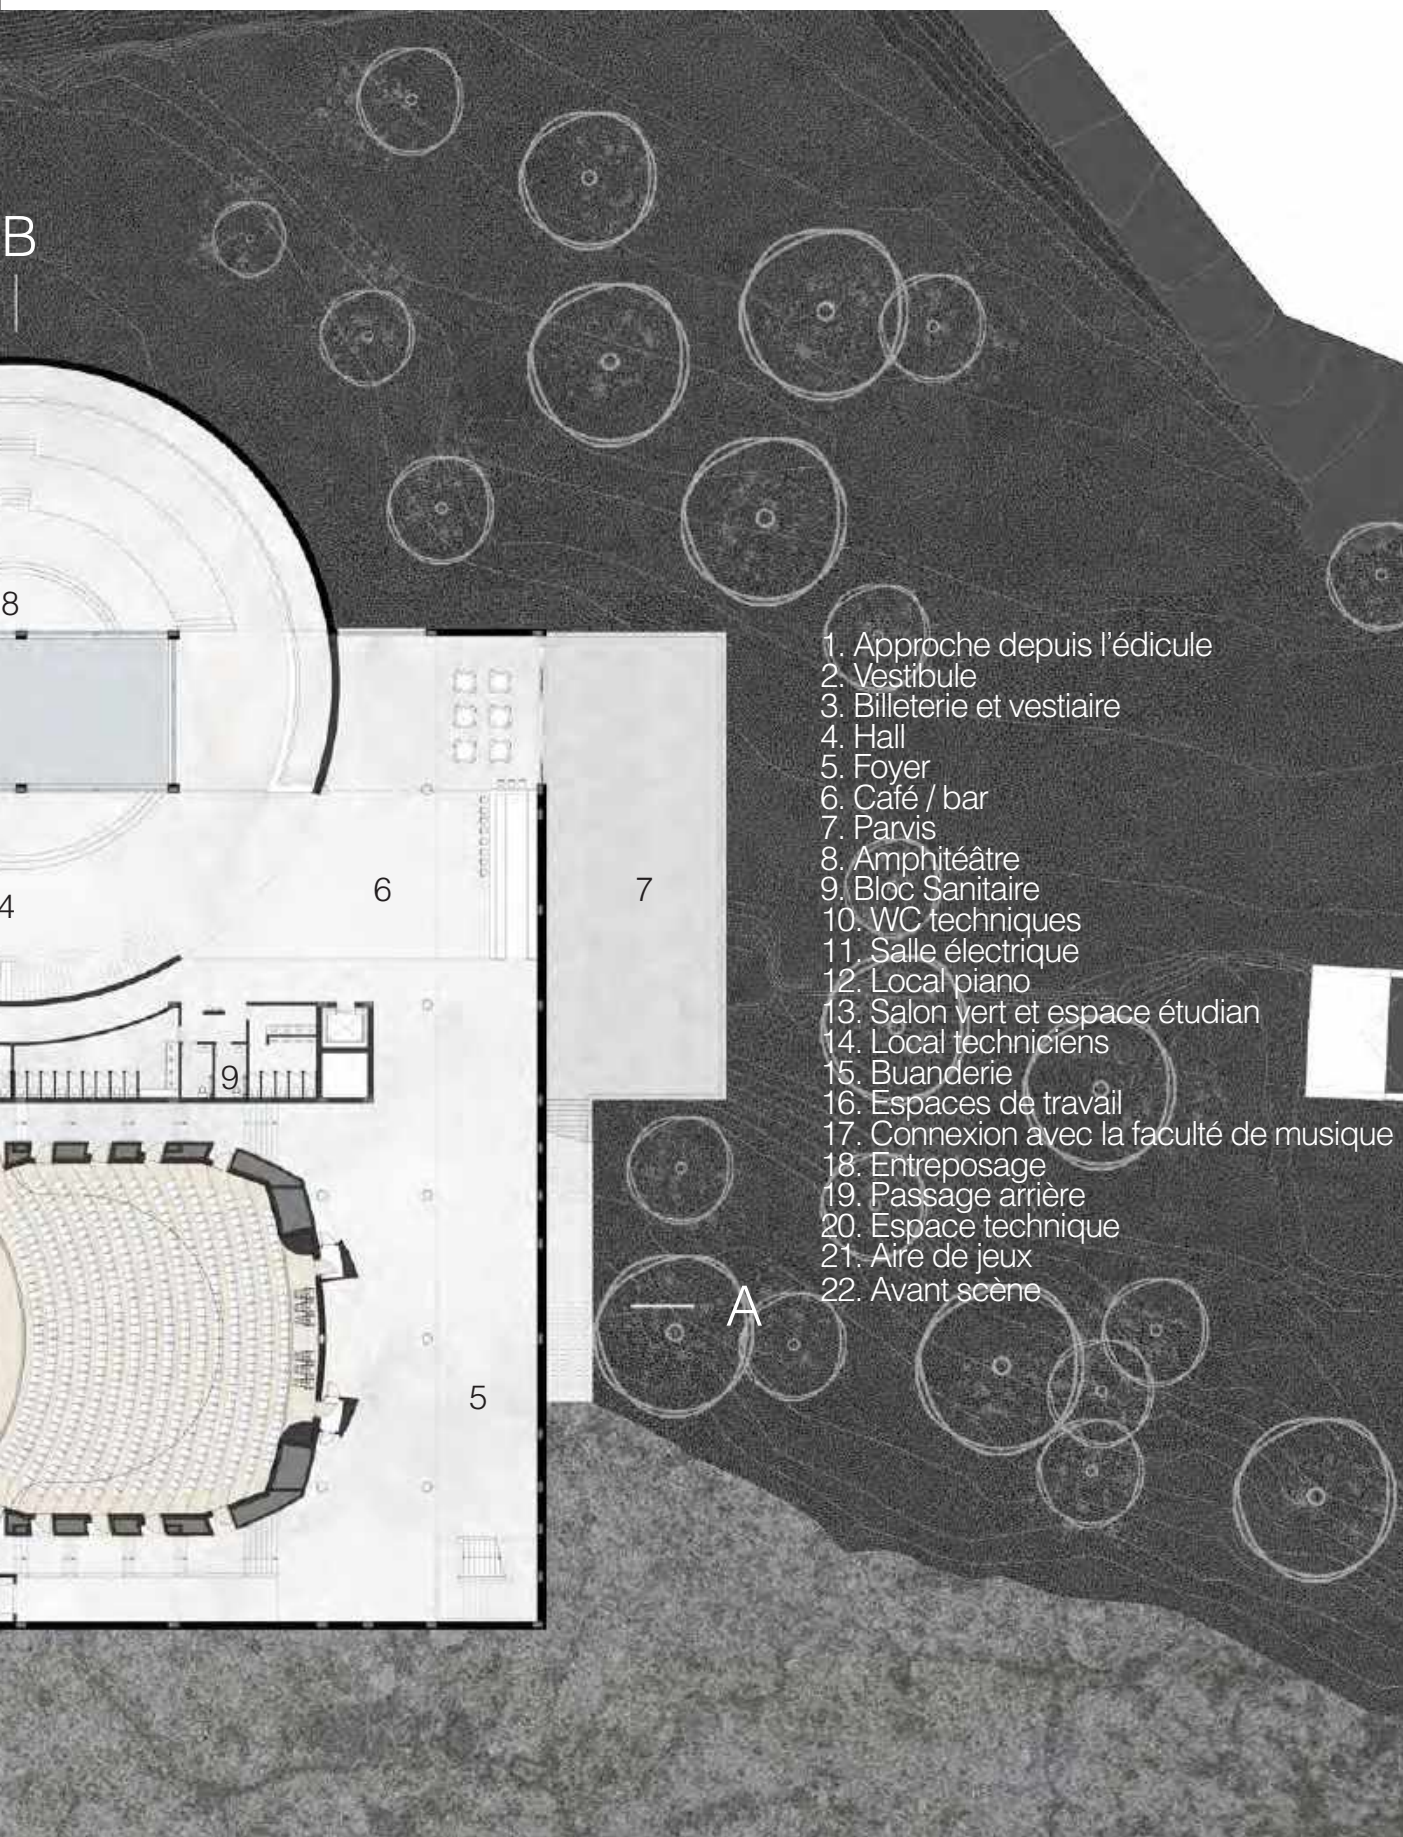 B
8
4
6
7
9
5
A
1. Approche depuis l'édicule
2. Vestibule
3. Billeterie et vestiaire
4. Hall
5. Foyer
6. Café / bar
7. Parvis
8. Amphitéâtre
9. Bloc Sanitaire
10. WC techniques
11. Salle électrique
12. Local piano
13. Salon vert et espace étudian
14. Local techniciens
15. Buanderie
16. Espaces de travail
17. Connexion avec la faculté de musique
18. Entreposage
19. Passage arrière
20. Espace technique
21. Aire de jeux
22. Avant scène